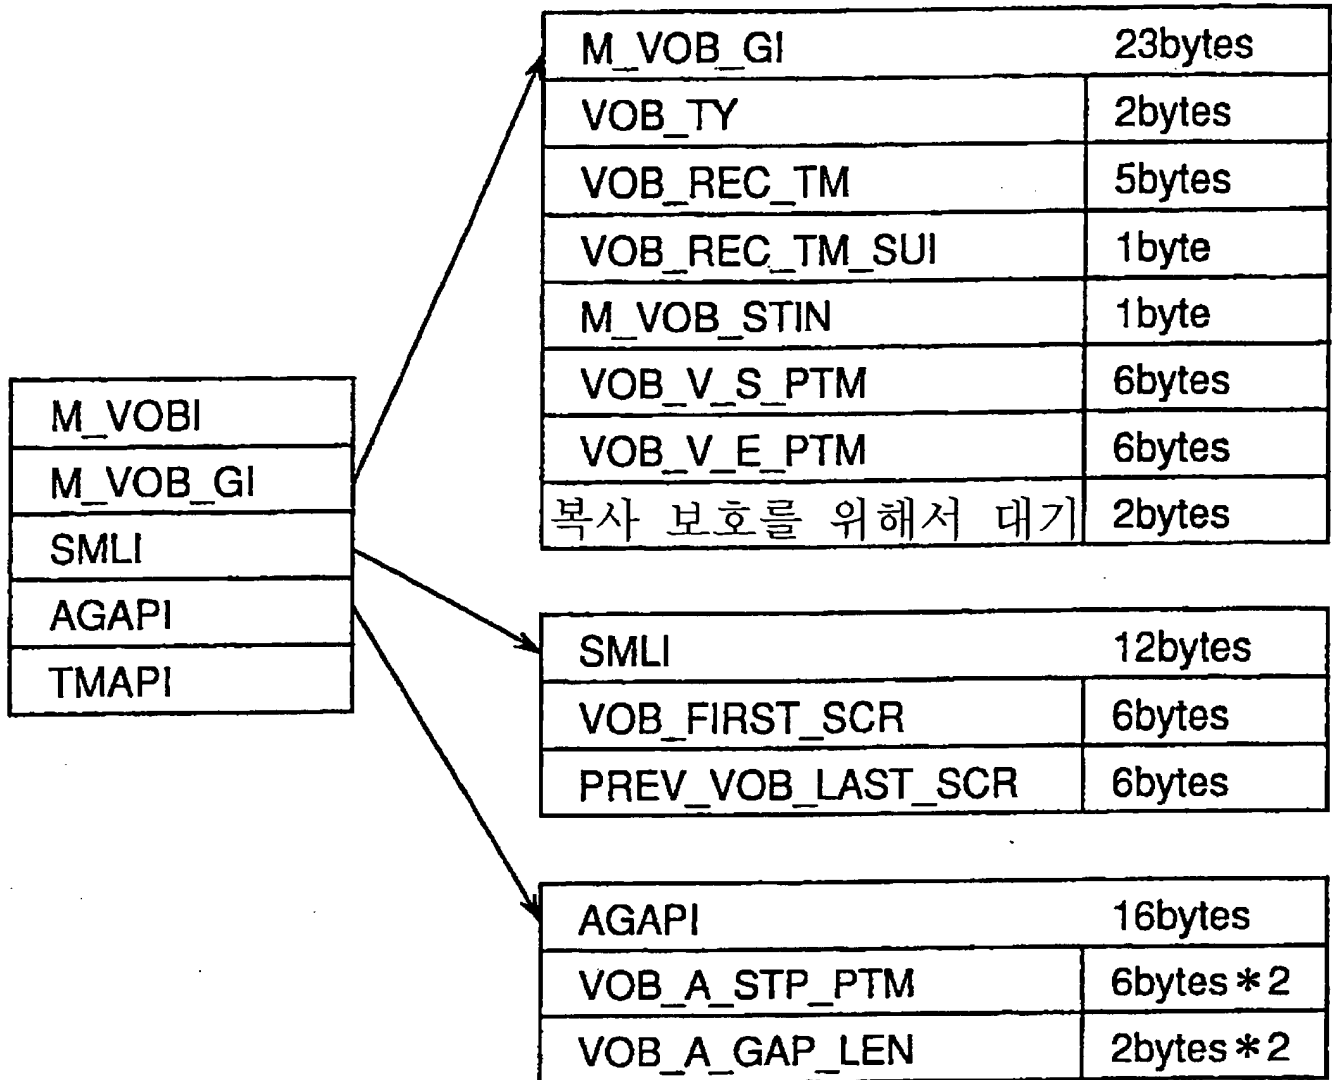 M_VOBI
M_VOB_GI
SMLI
AGAPI
TMAPI
M_VOB_GI 23bytes
VOB_TY 2bytes
VOB_REC_TM 5bytes
VOB_REC_TM_SUI 1byte
M_VOB_STIN 1byte
VOB_V_S_PTM 6bytes
VOB_V_E_PTM 6bytes
복사 보호를 위해서 대기 2bytes
SMLI 12bytes
VOB_FIRST_SCR 6bytes
PREV_VOB_LAST_SCR 6bytes
AGAPI 16bytes
VOB_A_STP_PTM 6bytes*2
VOB_A_GAP_LEN 2bytes*2